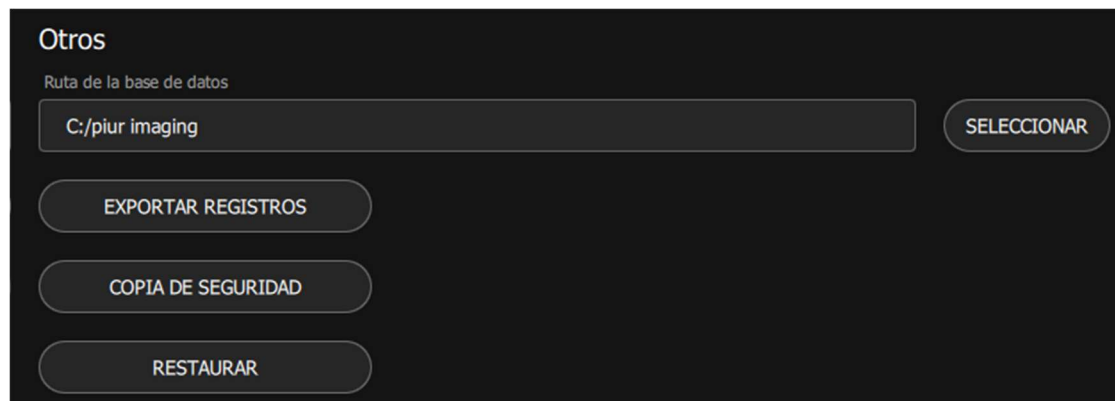 Otros
Ruta de la base de datos
C:/piur imaging
SELECCIONAR
EXPORTAR REGISTROS
COPIA DE SEGURIDAD
RESTAURAR